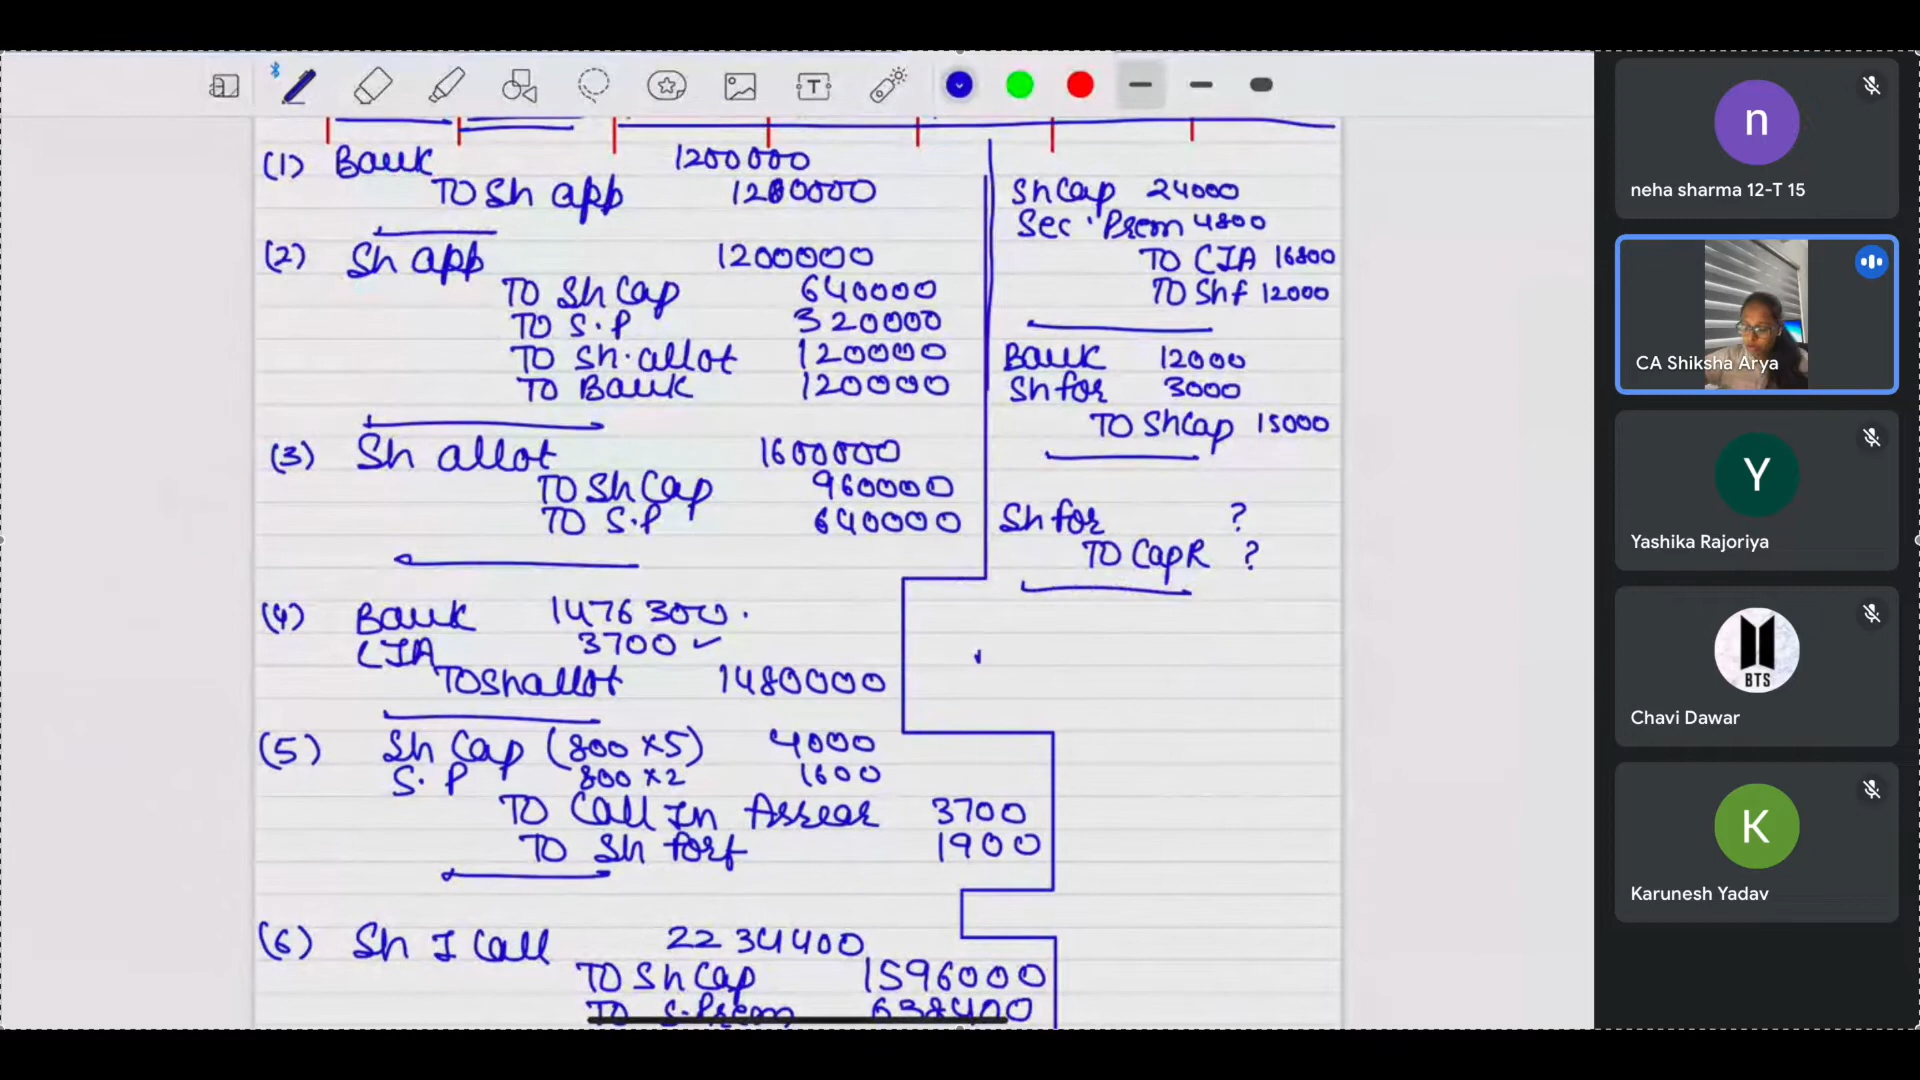 (1) Bank 1200000
TO Sh app 1200000
(2) Sh app 1200000
TO Sh Cap 640000
TO S.P 320000
TO Sh.allot 120000
TO Bank 120000
(3) Sh allot 1600000
TO Sh Cap 960000
TO S.P 640000
(4) Bank 1476300
CIA 3700
TO Sh allot 1480000
(5) Sh Cap (800 x5) 4000
S.P 800 x2 1600
TO Call In Arrear 3700
TO Sh forf 1900
(6) Sh I Call 2234400
TO Sh Cap 1596000
TO S.Prem 638400
Sh Cap 24000
Sec. Prem 4800
TO CIA 16800
TO Sh f 12000
Bank 12000
Sh for 3000
TO Sh Cap 15000
Sh for ?
TO Cap R ?
n
neha sharma 12-T 15
CA Shiksha Arya
Y
Yashika Rajoriya
BTS
Chavi Dawar
K
Karunesh Yadav